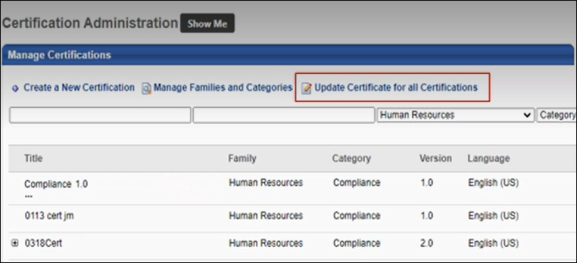 Certification Administration Show Me
Manage Certifications
Create a New Certification Manage Families and Categories Update Certificate for all Certifications
Human Resources Category
Title Family Category Version Language
Compliance 1.0 Human Resources Compliance 1.0 English (US)
...
0113 cert jm Human Resources Compliance 1.0 English (US)
0318Cert Human Resources Compliance 2.0 English (US)